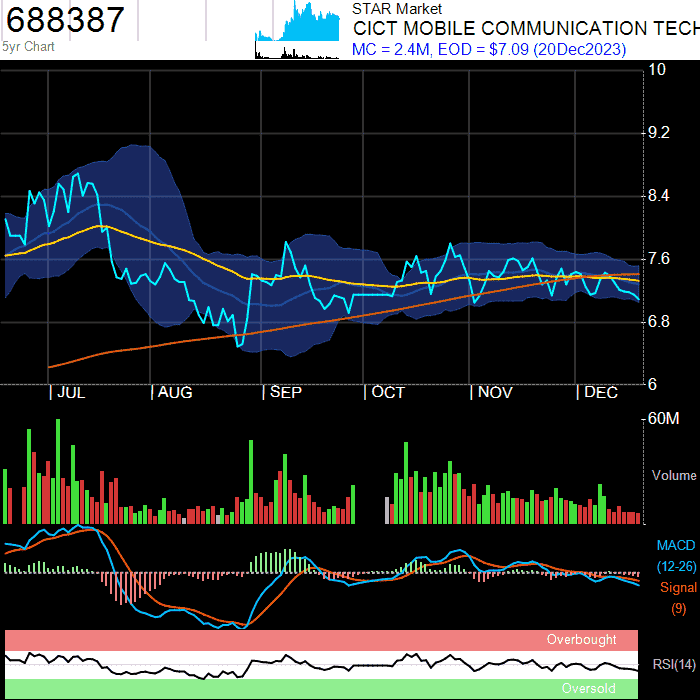 688387
5yr Chart
STAR Market
CICT MOBILE COMMUNICATION TECH
MC = 2.4M, EOD = $7.09 (20Dec2023)
10
9.2
8.4
7.6
6.8
6
JUL
AUG
SEP
OCT
NOV
DEC
60M
Volume
MACD
(12-26)
Signal
(9)
Overbought
RSI(14)
Oversold